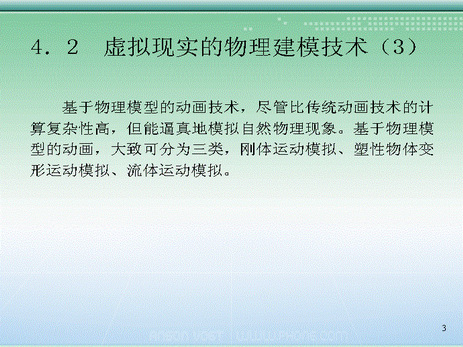 4．2　虚拟现实的物理建模技术（3）
基于物理模型的动画技术，尽管比传统动画技术的计
算复杂性高，但能逼真地模拟自然物理现象。基于物理模
型的动画，大致可分为三类，刚体运动模拟、塑性物体变
形运动模拟、流体运动模拟。
3